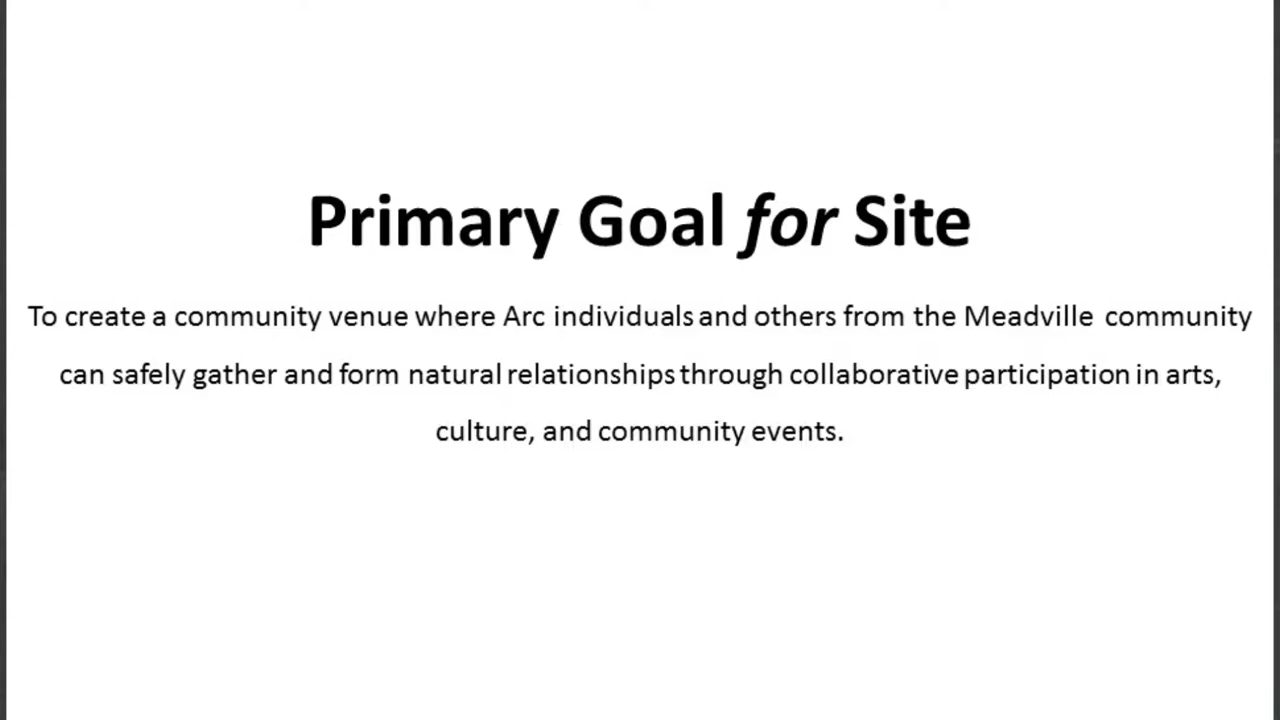 Primary Goal for Site
To create a community venue where Arc individuals and others from the Meadville community
can safely gather and form natural relationships through collaborative participation in arts,
culture, and community events.